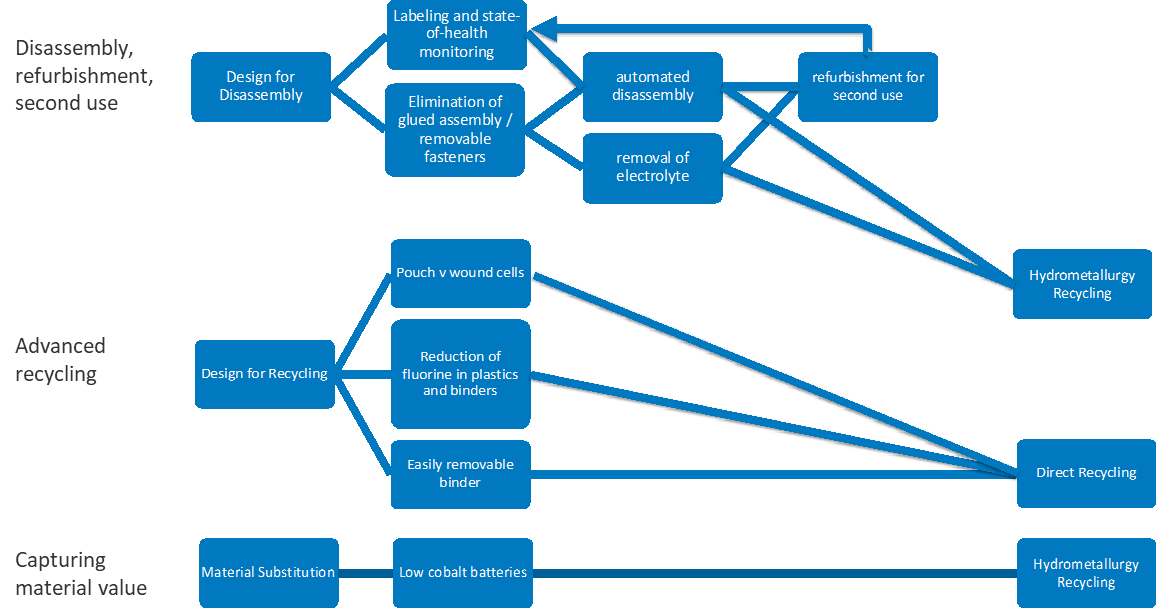 Disassembly,
refurbishment,
second use
Design for
Disassembly
Labeling and state-
of-health
monitoring
Elimination of
glued assembly /
removable
fasteners
automated
disassembly
removal of
electrolyte
refurbishment for
second use
Hydrometallurgy
Recycling
Advanced
recycling
Design for Recycling
Pouch v wound cells
Reduction of
fluorine in plastics
and binders
Easily removable
binder
Direct Recycling
Capturing
material value
Material Substitution
Low cobalt batteries
Hydrometallurgy
Recycling